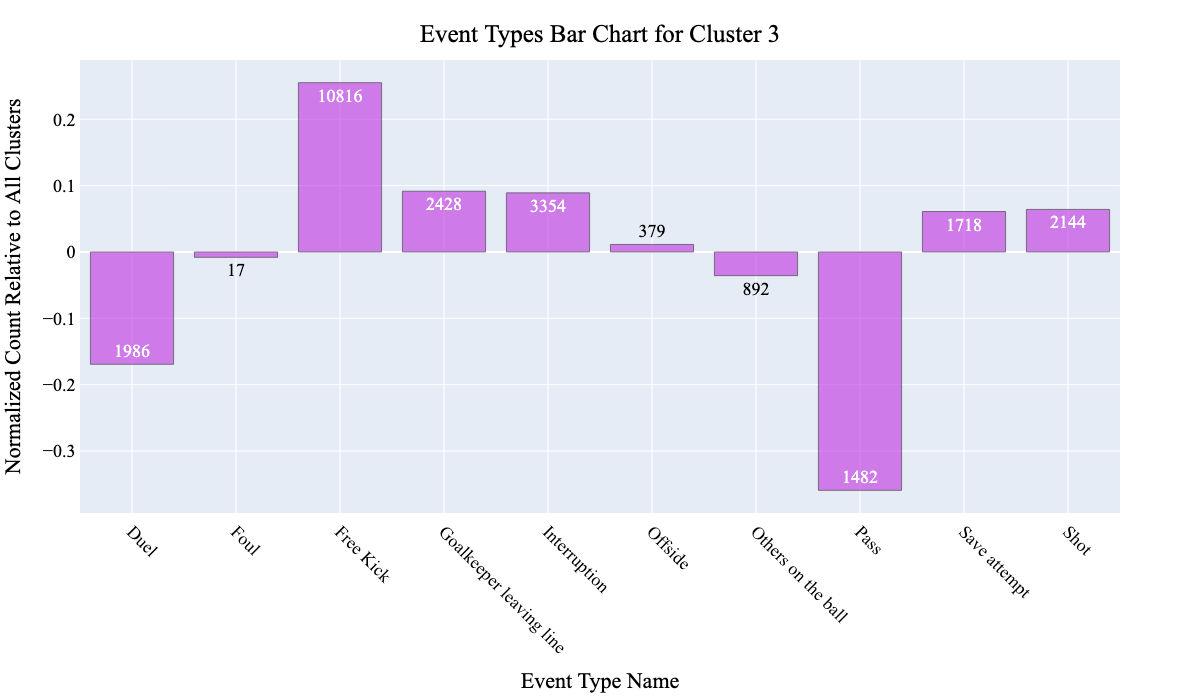 Event Types Bar Chart for Cluster 3
Normalized Count Relative to All Clusters
0.2
0.1
0
−0.1
−0.2
−0.3
1986
17
10816
2428
3354
379
892
1482
1718
2144
Duel
Foul
Free Kick
Goalkeeper leaving line
Interruption
Offside
Others on the ball
Pass
Save attempt
Shot
Event Type Name